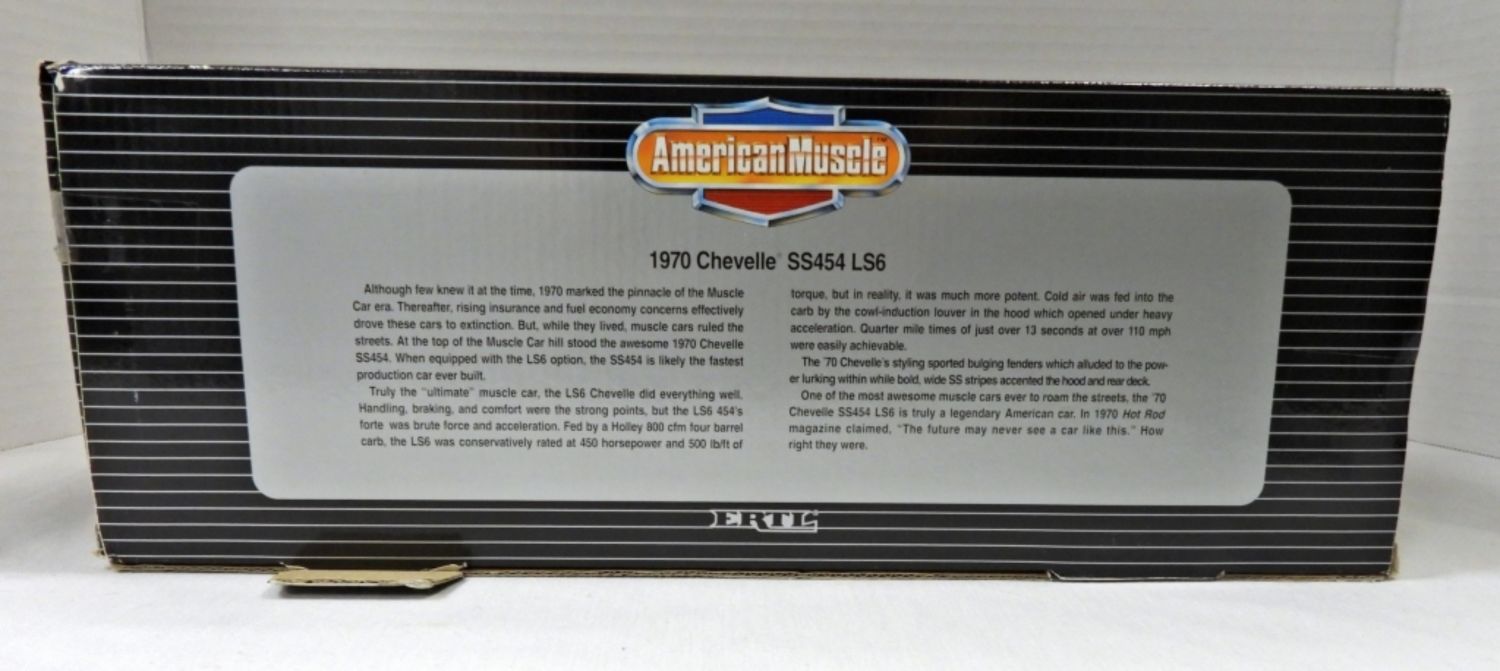 AmericanMuscle™
1970 Chevelle® SS454 LS6
Although few knew it at the time, 1970 marked the pinnacle of the Muscle
Car era. Thereafter, rising insurance and fuel economy concerns effectively
drove these cars to extinction. But, while they lived, muscle cars ruled the
streets. At the top of the Muscle Car hill stood the awesome 1970 Chevelle
SS454. When equipped with the LS6 option, the SS454 is likely the fastest
production car ever built.
Truly the "ultimate" muscle car, the LS6 Chevelle did everything well.
Handling, braking, and comfort were the strong points, but the LS6 454's
forte was brute force and acceleration. Fed by a Holley 800 cfm four barrel
carb, the LS6 was conservatively rated at 450 horsepower and 500 lb/ft of
torque, but in reality, it was much more potent. Cold air was fed into the
carb by the cowl-induction louver in the hood which opened under heavy
acceleration. Quarter mile times of just over 13 seconds at over 110 mph
were easily achievable.
The '70 Chevelle's styling sported bulging fenders which alluded to the pow-
er lurking within while bold, wide SS stripes accented the hood and rear deck.
One of the most awesome muscle cars ever to roam the streets, the '70
Chevelle SS454 LS6 is truly a legendary American car. In 1970 Hot Rod
magazine claimed, "The future may never see a car like this." How
right they were.
ERTL